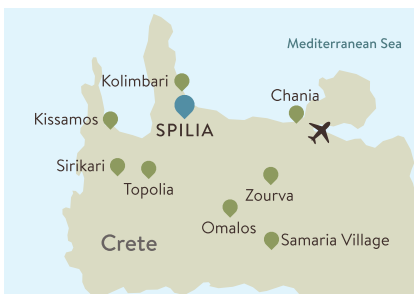 Mediterranean Sea
Kolimbari
Chania
Kissamos
SPILIA
Sirikari
Topolia
Zourva
Omalos
Samaria Village
Crete